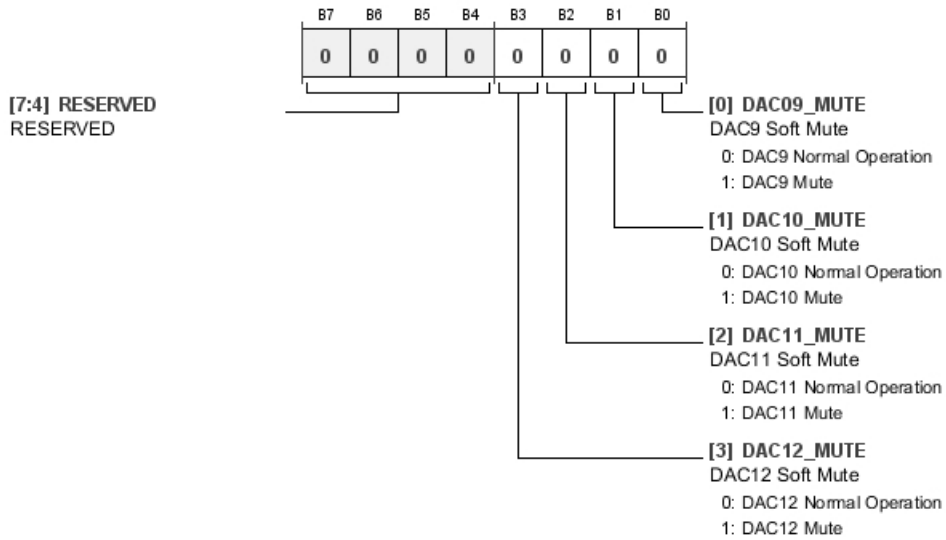 B7 B6 B5 B4 B3 B2 B1 B0
0 0 0 0 0 0 0 0
[7:4] RESERVED
RESERVED
[0] DAC09_MUTE
DAC9 Soft Mute
0: DAC9 Normal Operation
1: DAC9 Mute
[1] DAC10_MUTE
DAC10 Soft Mute
0: DAC10 Normal Operation
1: DAC10 Mute
[2] DAC11_MUTE
DAC11 Soft Mute
0: DAC11 Normal Operation
1: DAC11 Mute
[3] DAC12_MUTE
DAC12 Soft Mute
0: DAC12 Normal Operation
1: DAC12 Mute